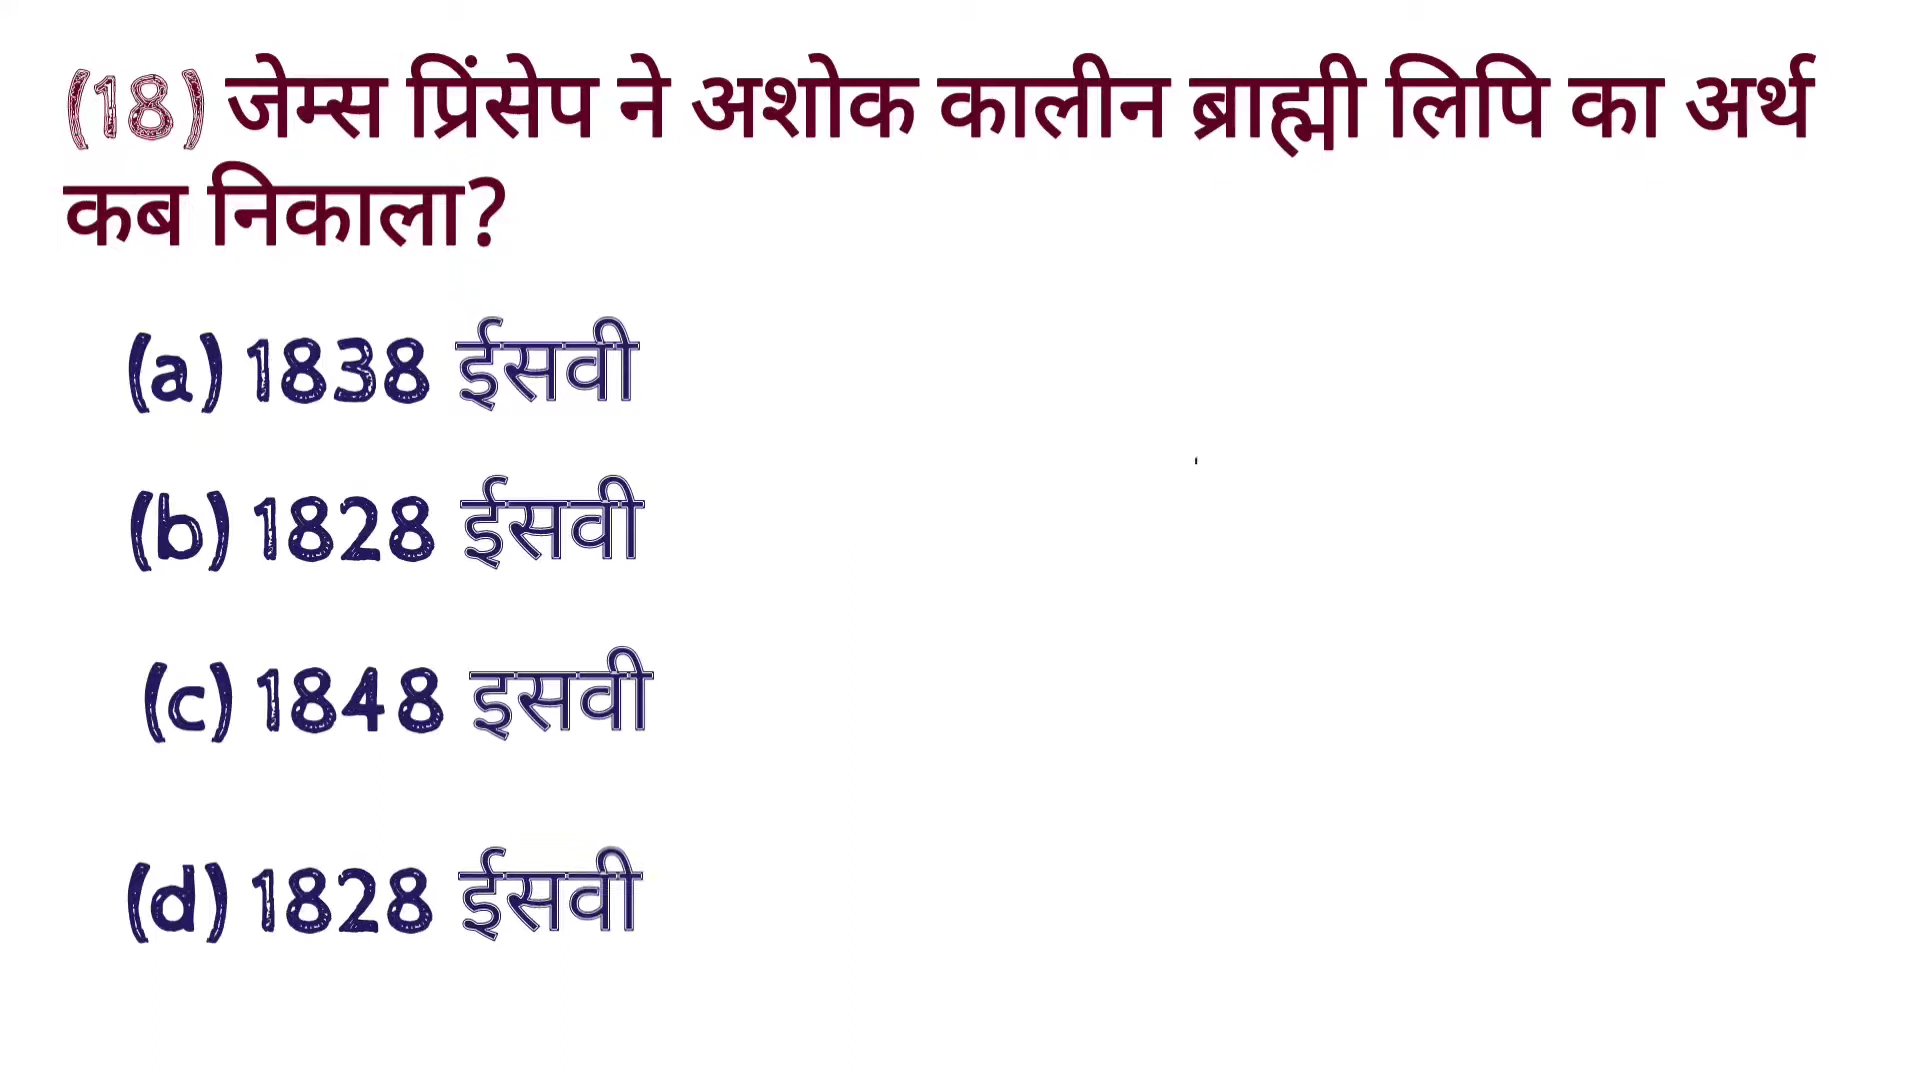 (18) जेम्स प्रिंसेप ने अशोक कालीन ब्राह्मी लिपि का अर्थ
कब निकाला?
(a) 1838 ईसवी
(b) 1828 ईसवी
(c) 1848 इसवी
(d) 1828 ईसवी